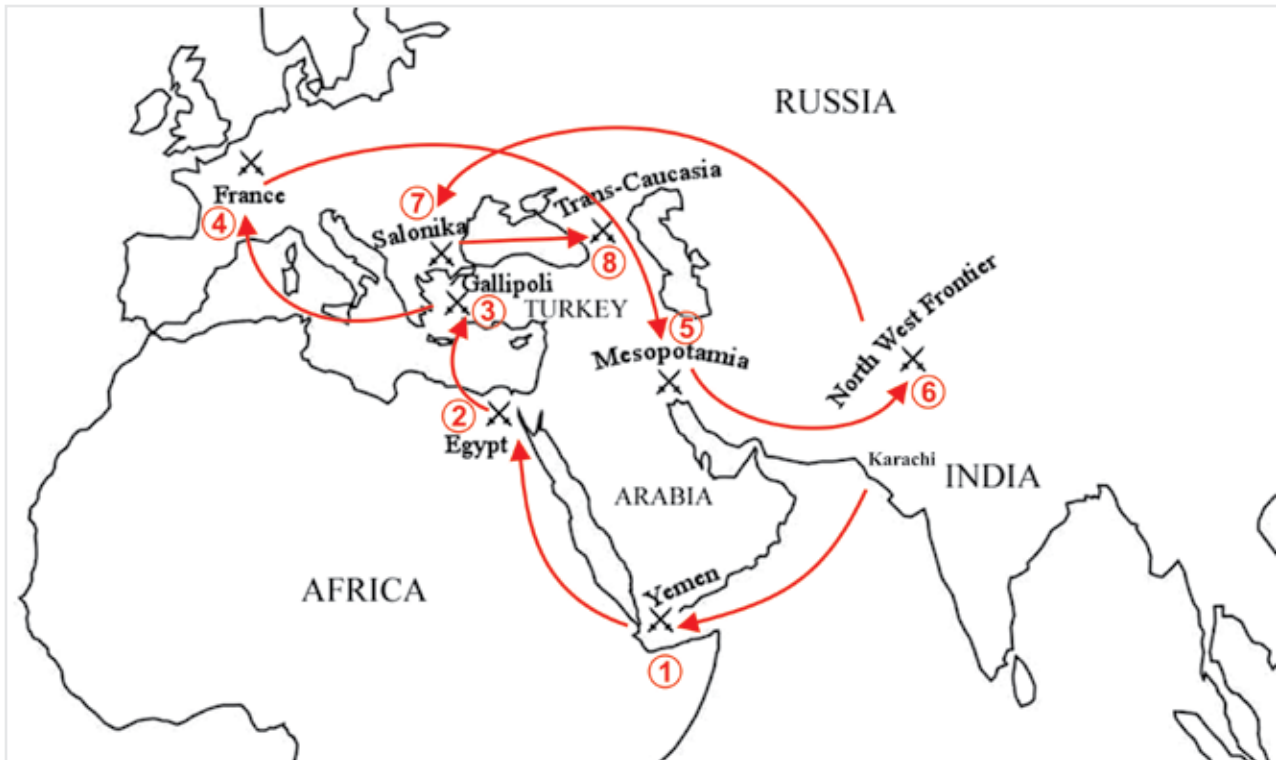 RUSSIA
Trans-Caucasia
France
④
⑦
Salonika
⑧
Gallipoli
③
TURKEY
⑤
Mesopotamia
North West Frontier
⑥
②
Egypt
Karachi
INDIA
ARABIA
AFRICA
Yemen
①